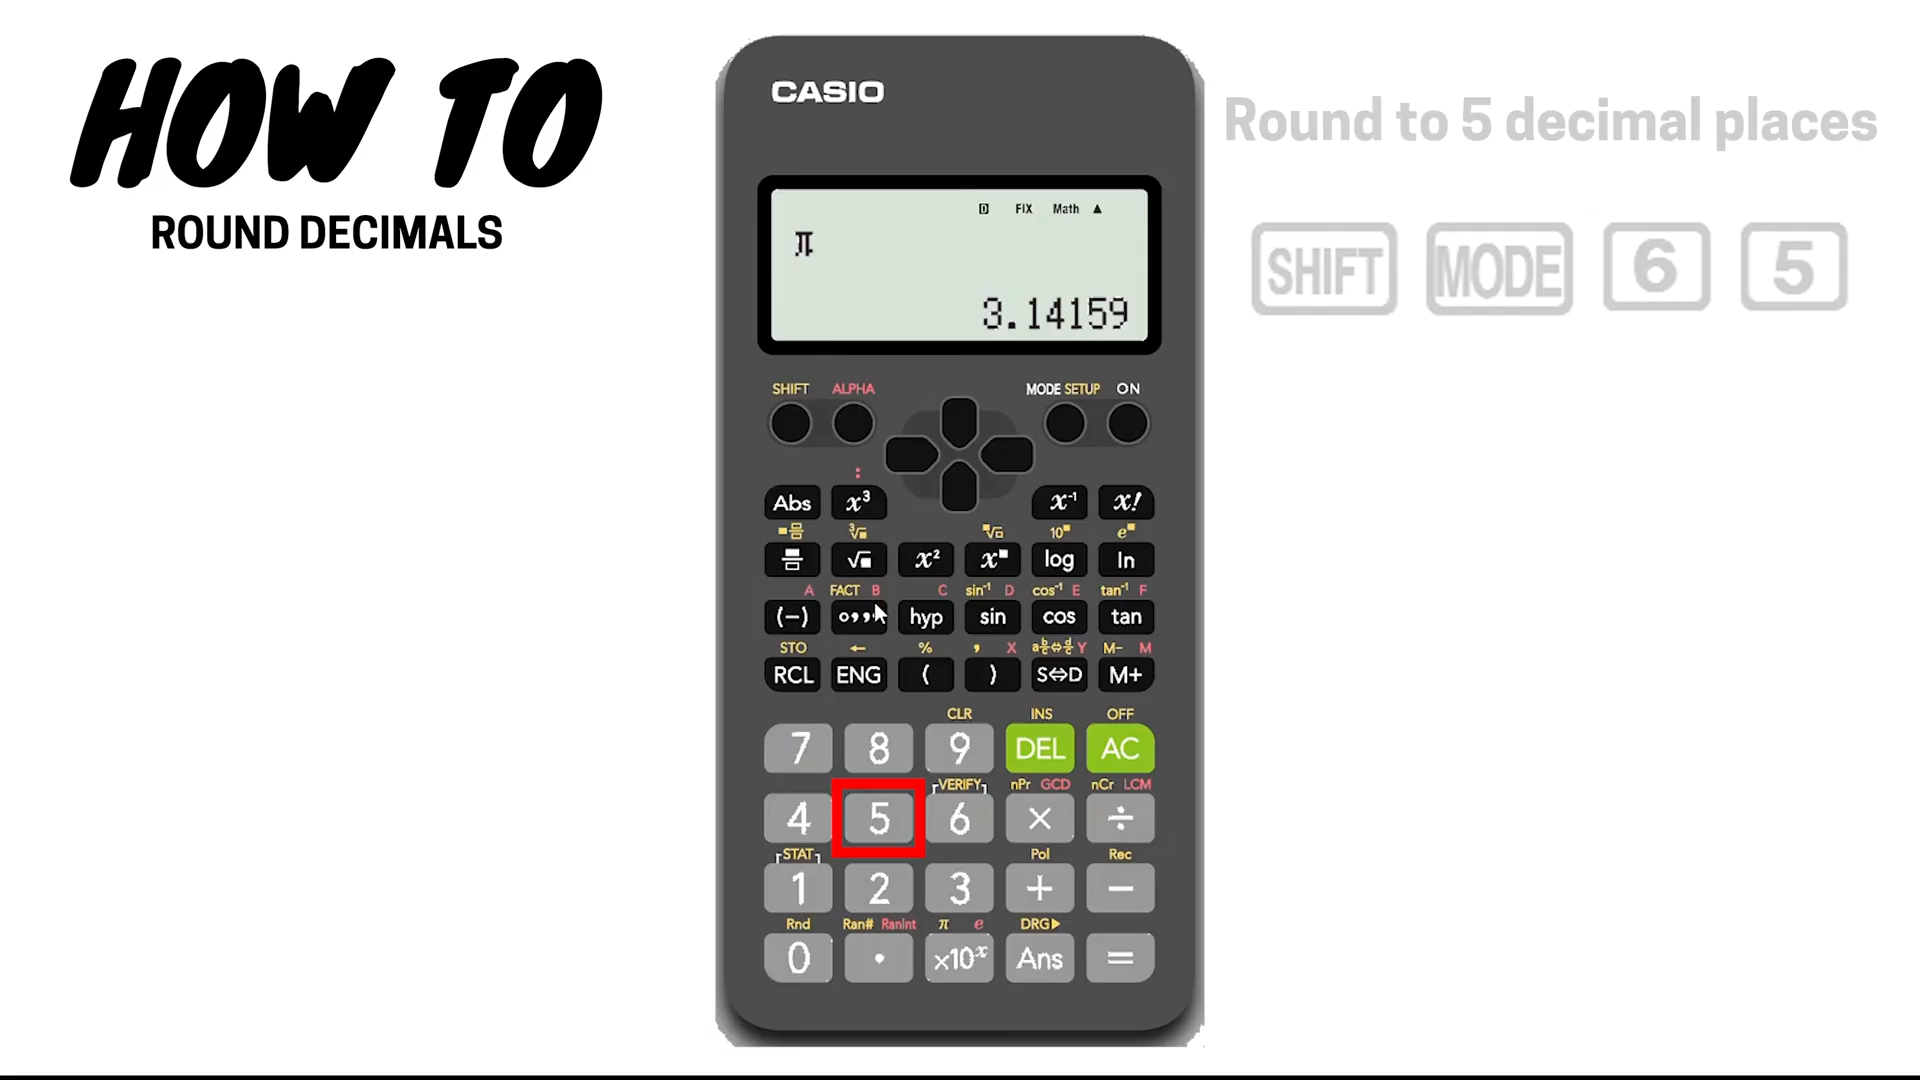 HOW TO
ROUND DECIMALS
CASIO
Round to 5 decimal places
SHIFT MODE 6 5
D FIX Math ▲
π
3.14159
SHIFT ALPHA MODE SETUP ON
:
Abs x³ x⁻¹ x!
■⊟ ³√■ ■√□ 10■ e■
⊟ √■ x² x■ log ln
A FACT B C sin⁻¹ D cos⁻¹ E tan⁻¹ F
(−) o,,, hyp sin cos tan
STO ← % , X a b/c⇔d/c Y M− M
RCL ENG ( ) S⇔D M+
CLR INS OFF
7 8 9 DEL AC
VERIFY nPr GCD nCr LCM
4 5 6 × ÷
STAT Pol Rec
1 2 3 + −
Rnd Ran# RanInt π e DRG▶
0 . ×10ˣ Ans =